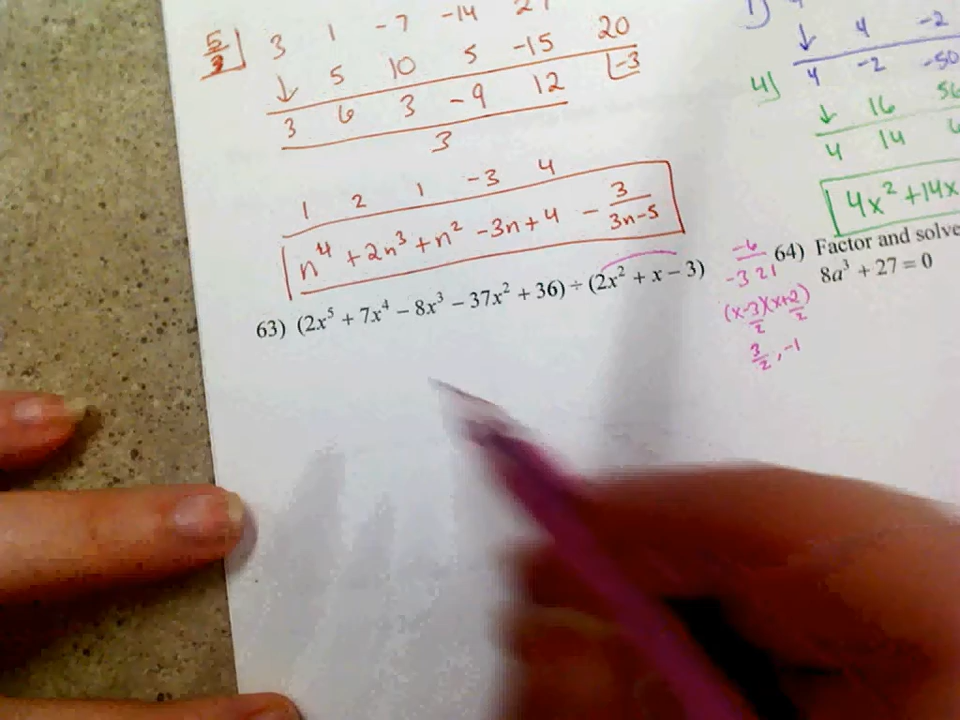 5/3 3 1 -7 -14
↓ 5 10 5 -15 20
3 6 3 -9 12 -3
3
1 2 1 -3 4
n⁴ + 2n³ + n² - 3n + 4 - 3/(3n-5)
63) (2x⁵ + 7x⁴ − 8x³ − 37x² + 36) ÷ (2x² + x − 3)
-6
-3 2 1
(x-3/2)(x+2/2)
3/2, -1
↓ 4 -2
4 -2 -50
4)
↓ 16 56
4 14
4x² + 14x
64) Factor and solve
8a³ + 27 = 0